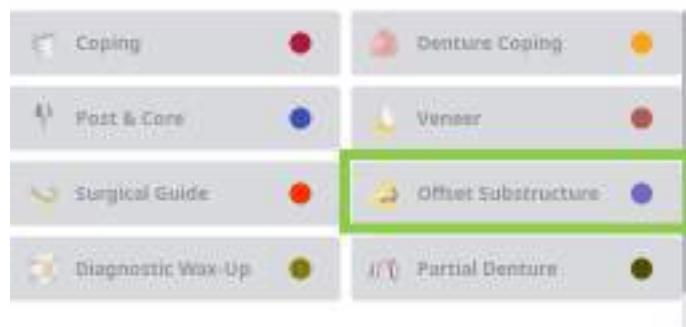 Coping
Denture Coping
Post & Core
Veneer
Surgical Guide
Offset Substructure
Diagnostic Wax-Up
Partial Denture